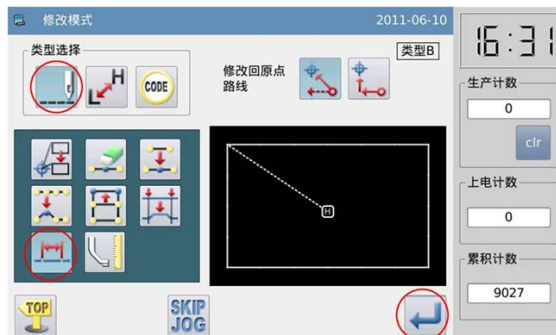 修改模式
2011-06-10
类型选择
H
L
CODE
修改回原点
路线
类型B
16:31
生产计数
0
clr
上电计数
0
累积计数
9027
H
TOP
SKIP
JOG